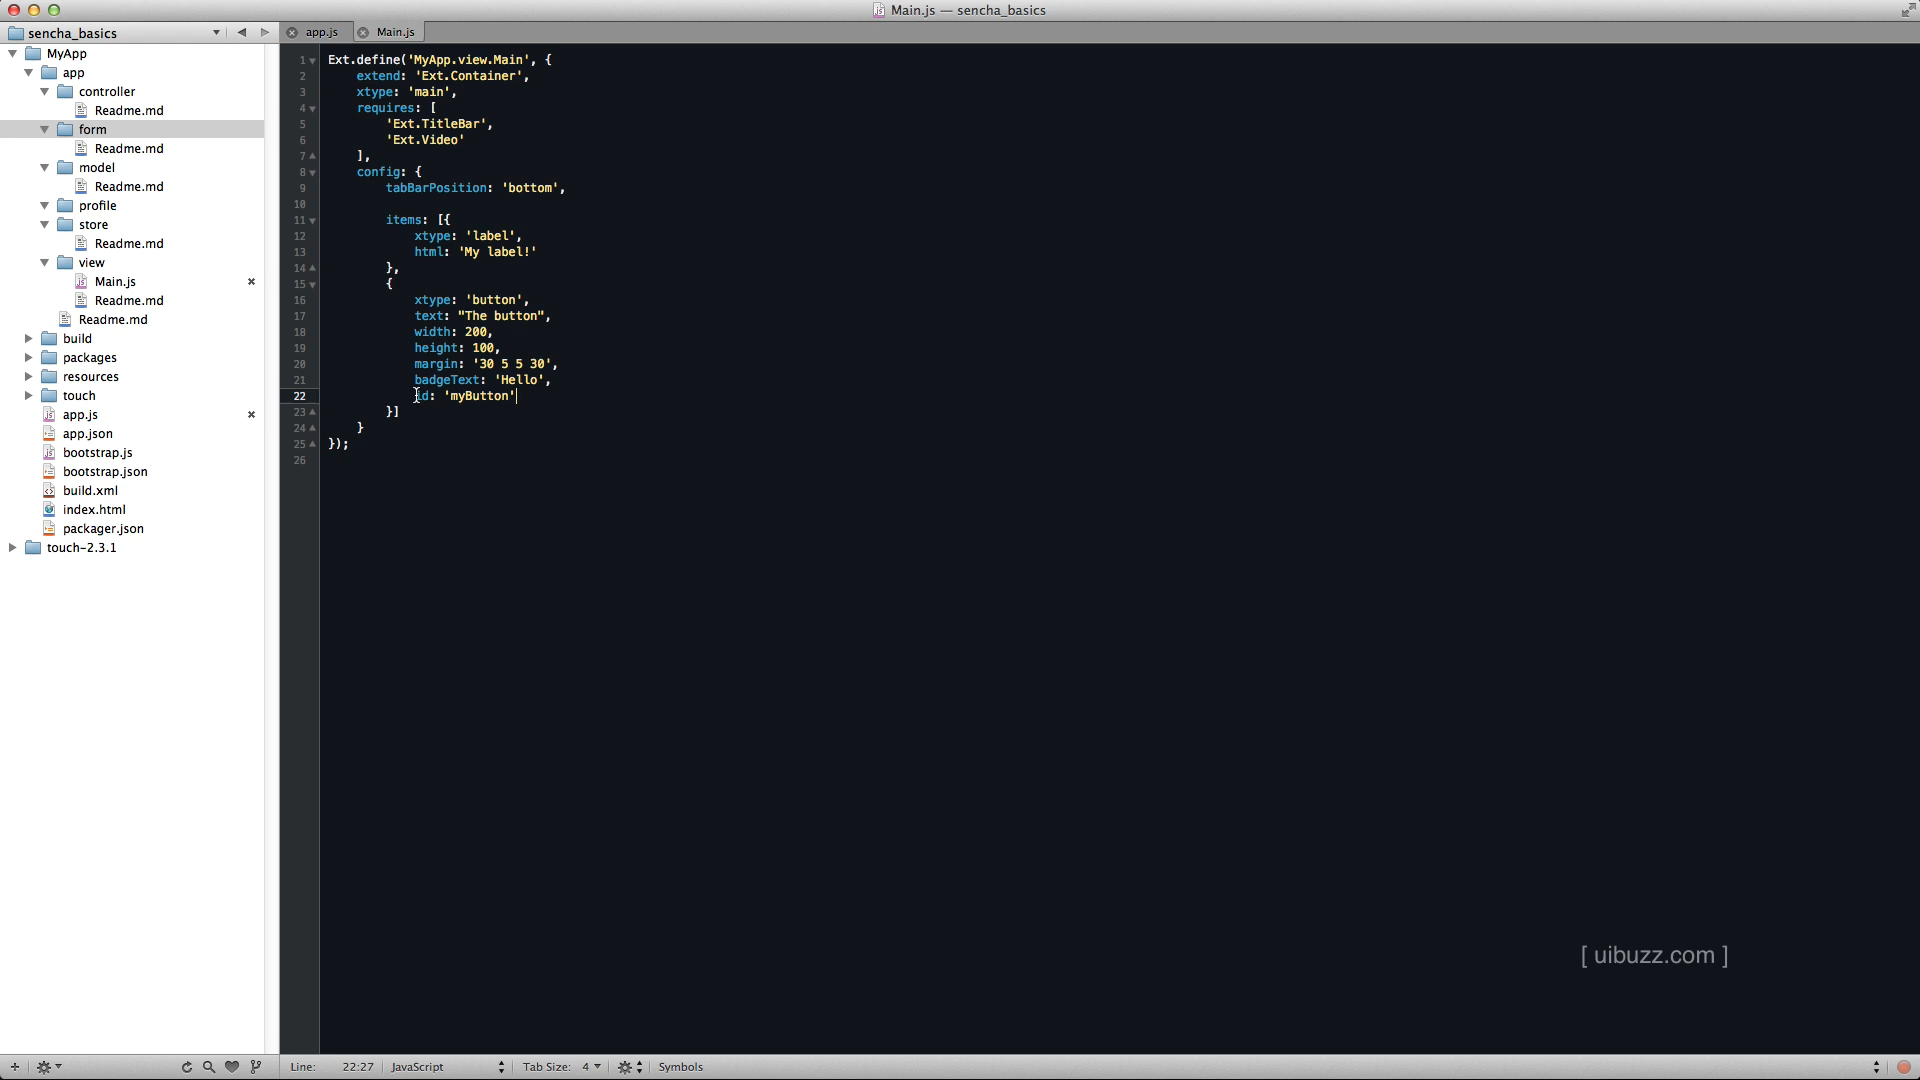 Main.js — sencha_basics
sencha_basics
app.js
Main.js
MyApp
app
controller
Readme.md
form
Readme.md
model
Readme.md
profile
store
Readme.md
view
Main.js
Readme.md
Readme.md
build
packages
resources
touch
app.js
app.json
bootstrap.js
bootstrap.json
build.xml
index.html
packager.json
touch-2.3.1
1 Ext.define('MyApp.view.Main', {
2 extend: 'Ext.Container',
3 xtype: 'main',
4 requires: [
5 'Ext.TitleBar',
6 'Ext.Video'
7 ],
8 config: {
9 tabBarPosition: 'bottom',
10
11 items: [{
12 xtype: 'label',
13 html: 'My label!'
14 },
15 {
16 xtype: 'button',
17 text: "The button",
18 width: 200,
19 height: 100,
20 margin: '30 5 5 30',
21 badgeText: 'Hello',
22 id: 'myButton'
23 }]
24 }
25 });
26
[ uibuzz.com ]
Line: 22:27 JavaScript Tab Size: 4 Symbols